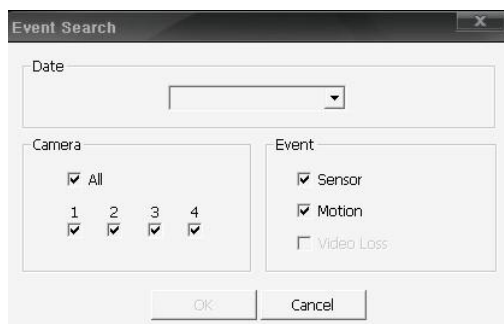 Event Search
Date
Camera
All
1 2 3 4
Event
Sensor
Motion
Video Loss
OK
Cancel